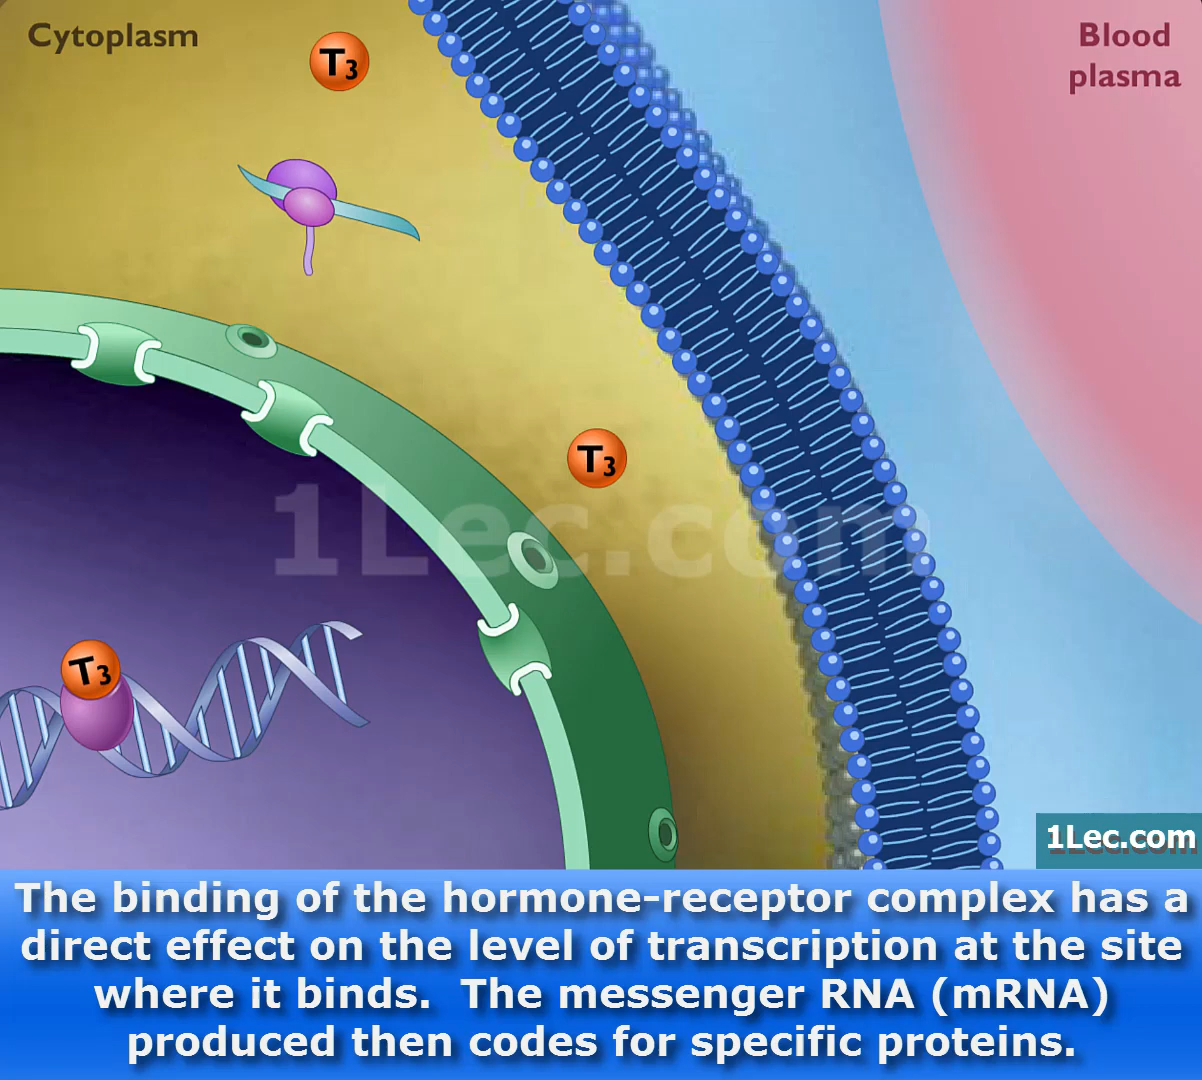 Cytoplasm
Blood
plasma
T3
T3
1Lec.com
T3
1Lec.com
The binding of the hormone-receptor complex has a
direct effect on the level of transcription at the site
where it binds.  The messenger RNA (mRNA)
produced then codes for specific proteins.